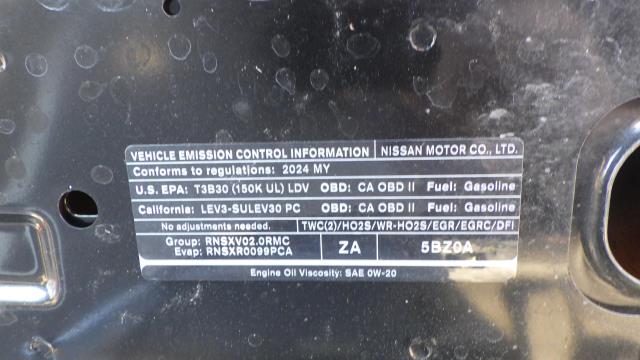 VEHICLE EMISSION CONTROL INFORMATION NISSAN MOTOR CO., LTD.
Conforms to regulations: 2024 MY
U.S. EPA: T3B30 (150K UL) LDV OBD: CA OBD II Fuel: Gasoline
California: LEV3-SULEV30 PC OBD: CA OBD II Fuel: Gasoline
No adjustments needed. TWC(2)/HO2S/WR-HO2S/EGR/EGRC/DFI
Group: RNSXV02.0RMC
Evap: RNSXR0099PCA
ZA 5BZ0A
Engine Oil Viscosity: SAE 0W-20